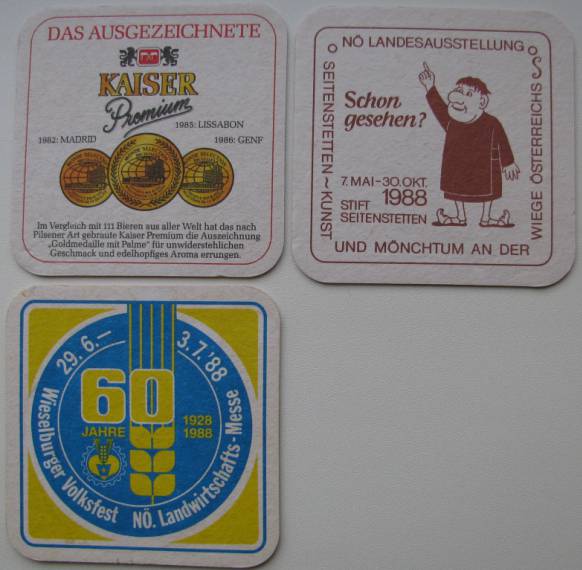 DAS AUSGEZEICHNETE
KAISER
Premium
1982: MADRID
1985: LISSABON
1986: GENF
Im Vergleich mit 111 Bieren aus aller Welt hat das nach
Pilsener Art gebraute Kaiser Premium die Auszeichnung
„Goldmedaille mit Palme" für unwiderstehlichen
Geschmack und edelhopfiges Aroma errungen.
NÖ LANDESAUSSTELLUNG
SEITENSTETTEN ~ KUNST
UND MÖNCHTUM AN DER
WIEGE ÖSTERREICHS
Schon
gesehen?
7. MAI-30.OKT.
1988
STIFT
SEITENSTETTEN
29. 6.— 3. 7. '88
60
JAHRE
1928
1988
Wieselburger Volksfest NÖ. Landwirtschafts-Messe